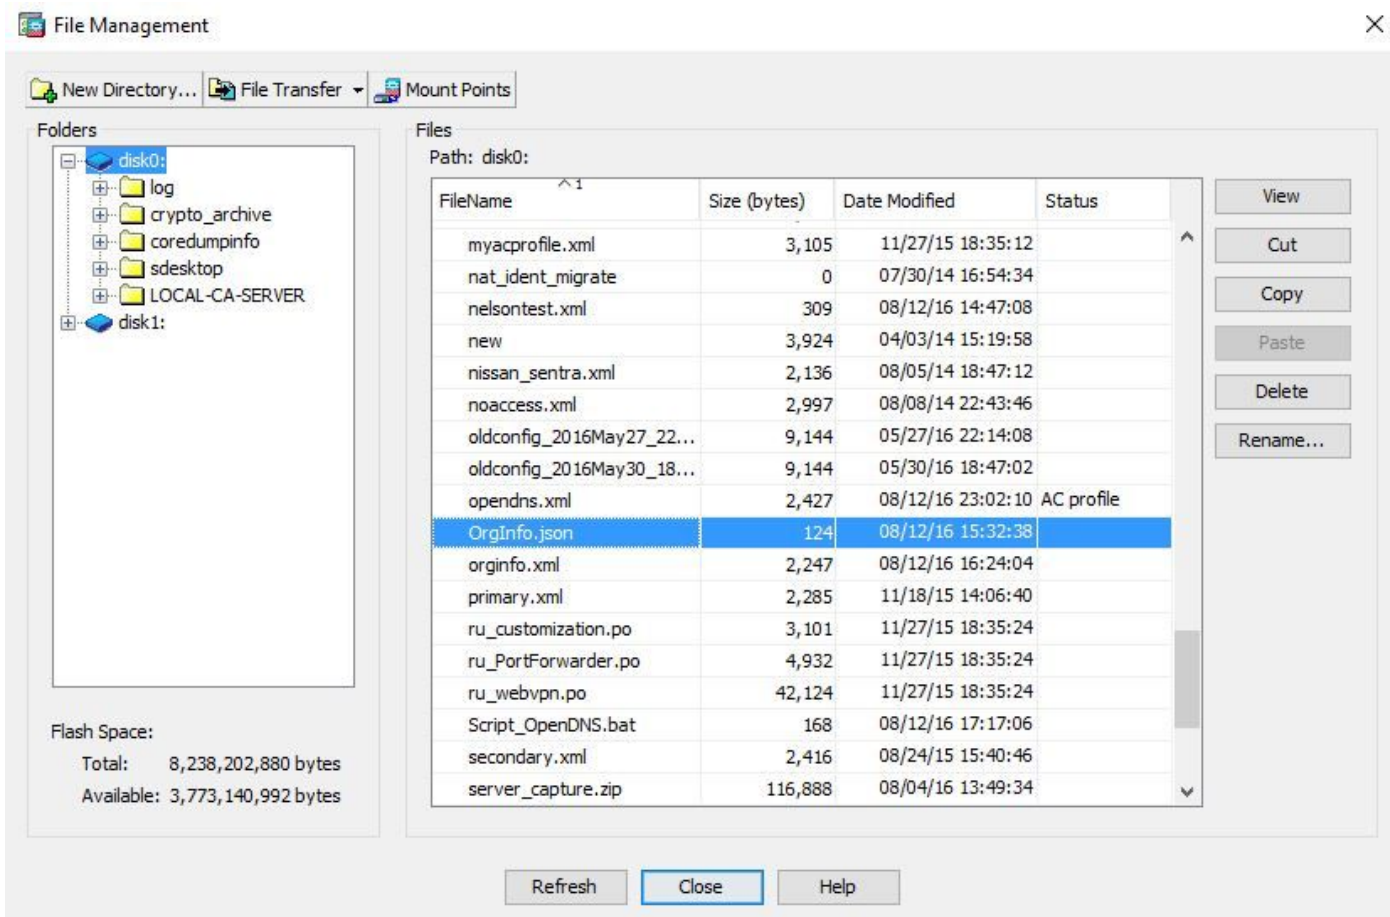 File Management
New Directory... File Transfer Mount Points
Folders
disk0:
log
crypto_archive
coredumpinfo
sdesktop
LOCAL-CA-SERVER
disk1:
Flash Space:
Total: 8,238,202,880 bytes
Available: 3,773,140,992 bytes
Files
Path: disk0:
FileName 1 Size (bytes) Date Modified Status
myacprofile.xml 3,105 11/27/15 18:35:12
nat_ident_migrate 0 07/30/14 16:54:34
nelsontest.xml 309 08/12/16 14:47:08
new 3,924 04/03/14 15:19:58
nissan_sentra.xml 2,136 08/05/14 18:47:12
noaccess.xml 2,997 08/08/14 22:43:46
oldconfig_2016May27_22... 9,144 05/27/16 22:14:08
oldconfig_2016May30_18... 9,144 05/30/16 18:47:02
opendns.xml 2,427 08/12/16 23:02:10 AC profile
OrgInfo.json 124 08/12/16 15:32:38
orginfo.xml 2,247 08/12/16 16:24:04
primary.xml 2,285 11/18/15 14:06:40
ru_customization.po 3,101 11/27/15 18:35:24
ru_PortForwarder.po 4,932 11/27/15 18:35:24
ru_webvpn.po 42,124 11/27/15 18:35:24
Script_OpenDNS.bat 168 08/12/16 17:17:06
secondary.xml 2,416 08/24/15 15:40:46
server_capture.zip 116,888 08/04/16 13:49:34
View
Cut
Copy
Paste
Delete
Rename...
Refresh Close Help